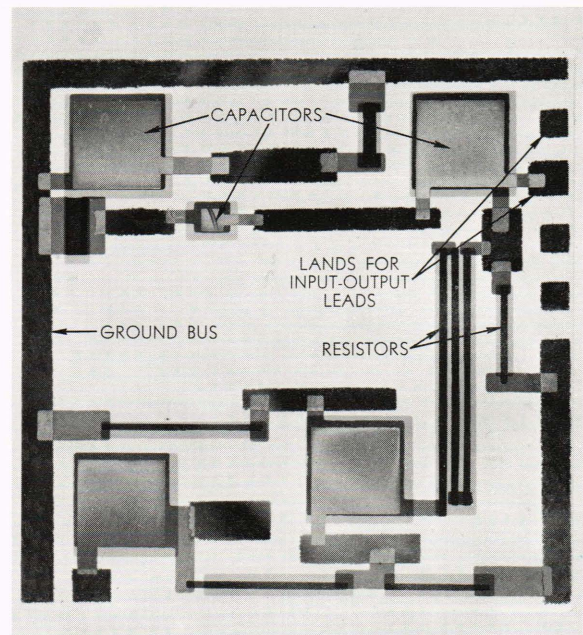 CAPACITORS
LANDS FOR
INPUT-OUTPUT
LEADS
GROUND BUS
RESISTORS